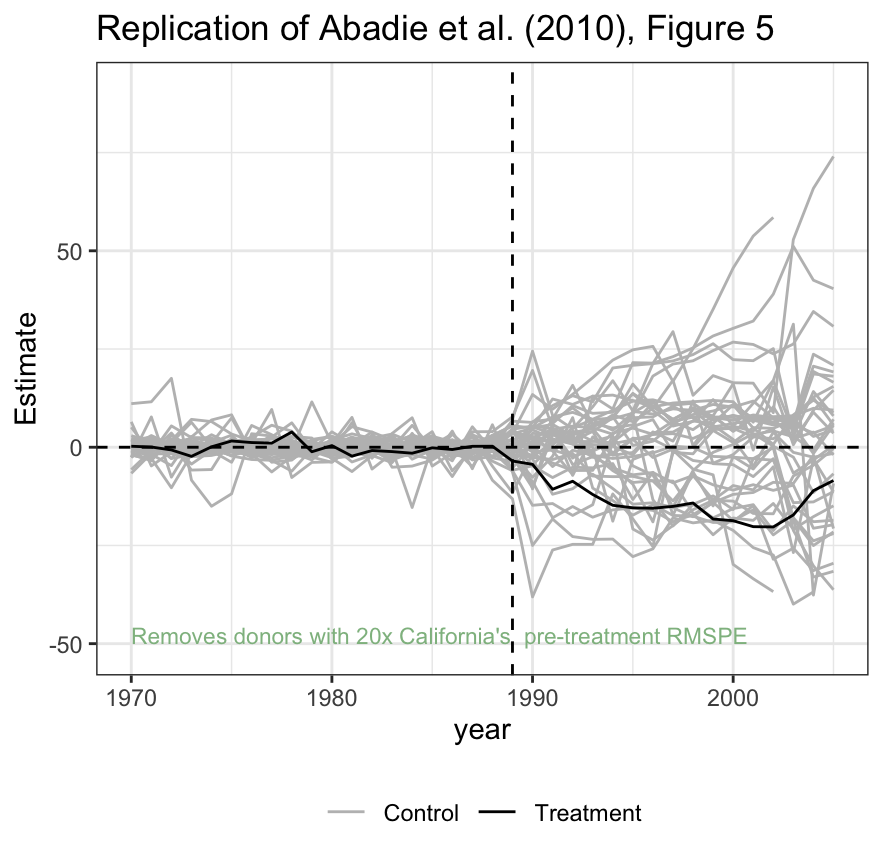 Replication of Abadie et al. (2010), Figure 5
Estimate
50
0
-50
Removes donors with 20x California's, pre-treatment RMSPE
1970 1980 1990 2000
year
Control Treatment